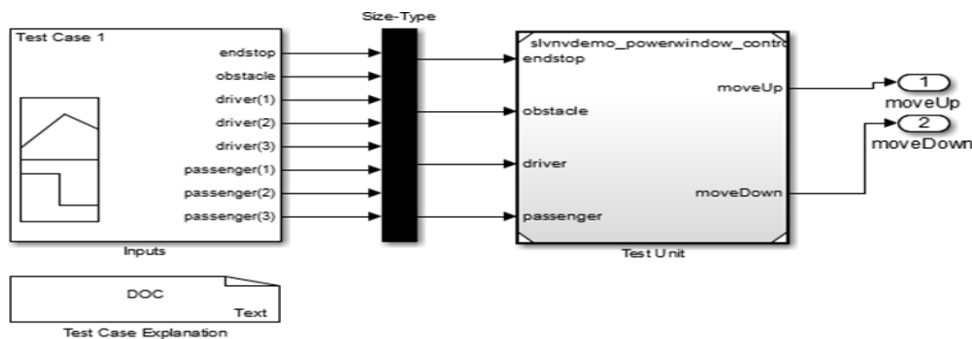 Size-Type
Test Case 1
endstop
obstacle
driver(1)
driver(2)
driver(3)
passenger(1)
passenger(2)
passenger(3)
Inputs
slvnvdemo_powerwindow_contro
endstop
obstacle
driver
passenger
moveUp
moveDown
Test Unit
1
moveUp
2
moveDown
DOC
Text
Test Case Explanation